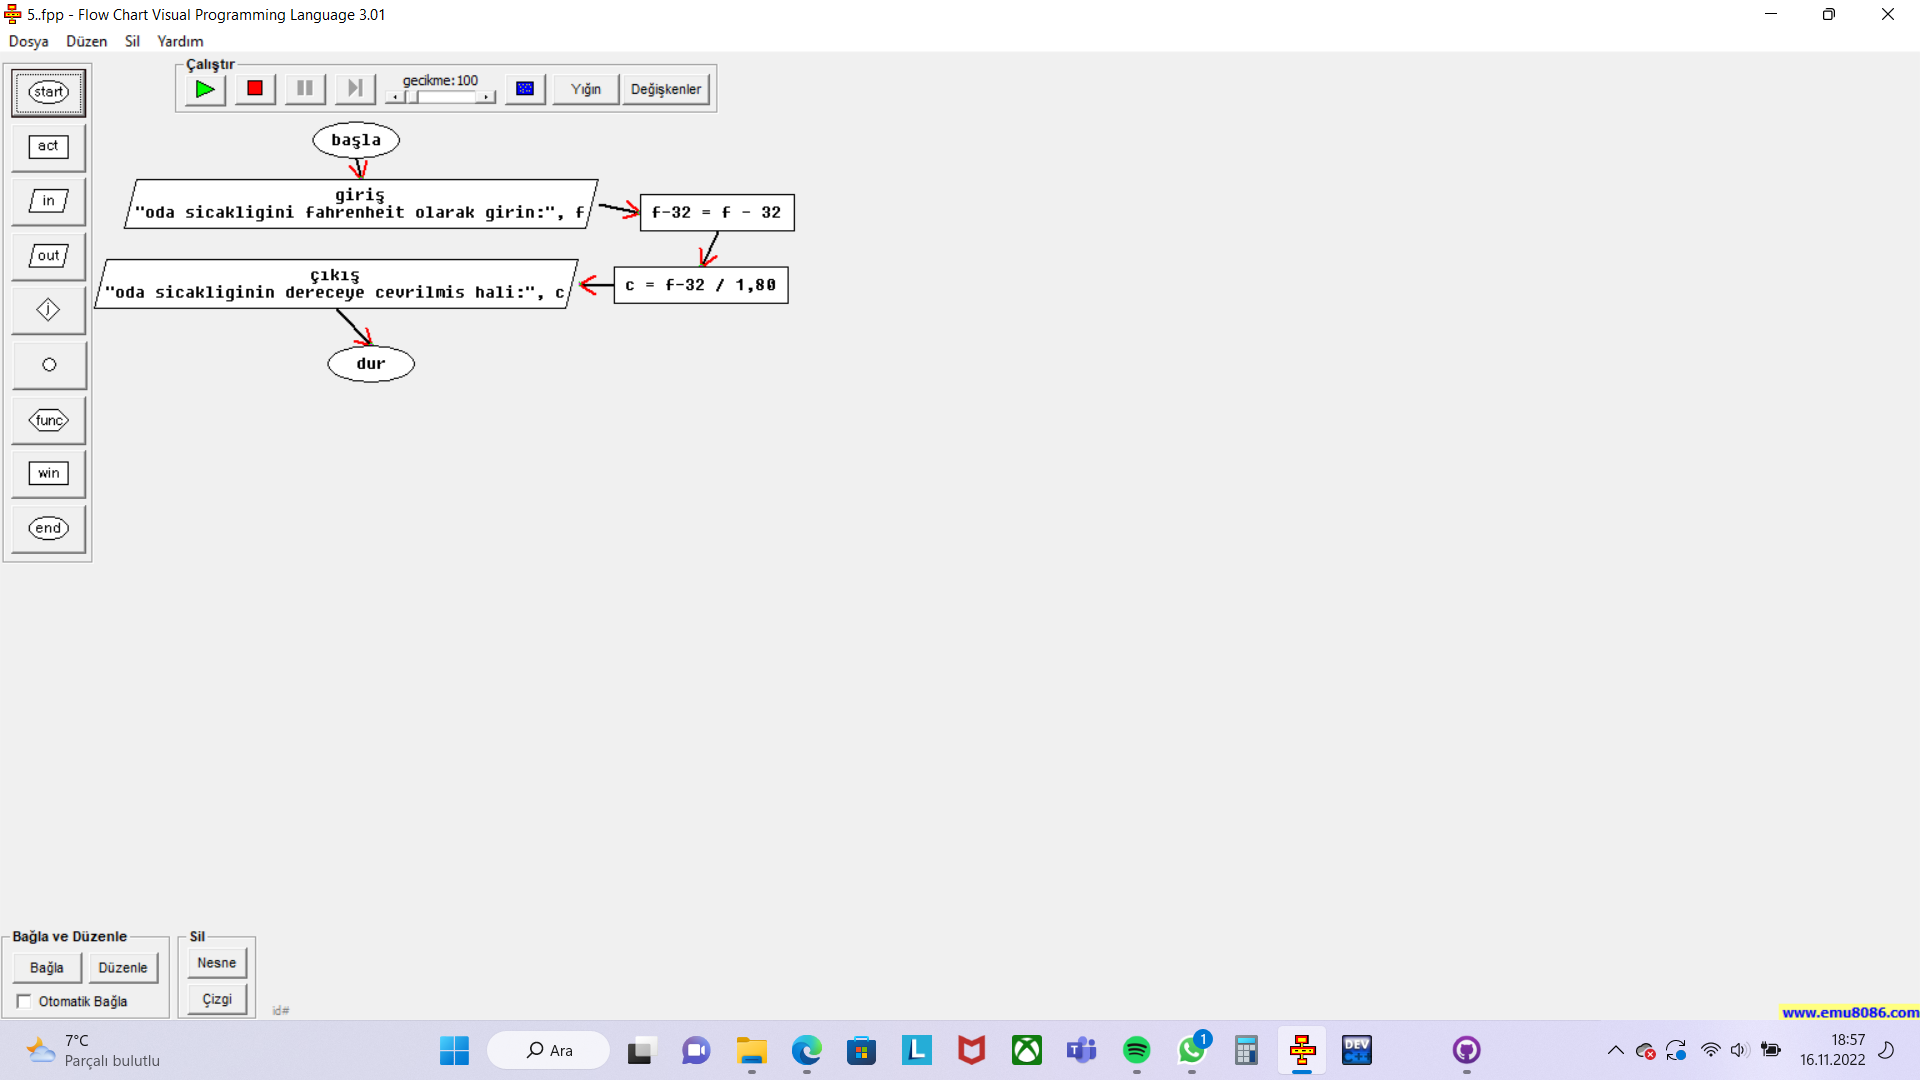 5..fpp - Flow Chart Visual Programming Language 3.01
Dosya Düzen Sil Yardım
Çalıştır
gecikme:100
Yığın
Değişkenler
start
act
in
out
j
func
win
end
başla
giriş
"oda sicakligini fahrenheit olarak girin:", f
f-32 = f - 32
c = f-32 / 1,80
çıkış
"oda sicakliginin dereceye cevrilmis hali:", c
dur
Bağla ve Düzenle
Bağla
Düzenle
Otomatik Bağla
Sil
Nesne
Çizgi
id#
www.emu8086.com
7°C
Parçalı bulutlu
Ara
L
1
DEV
C++
18:57
16.11.2022